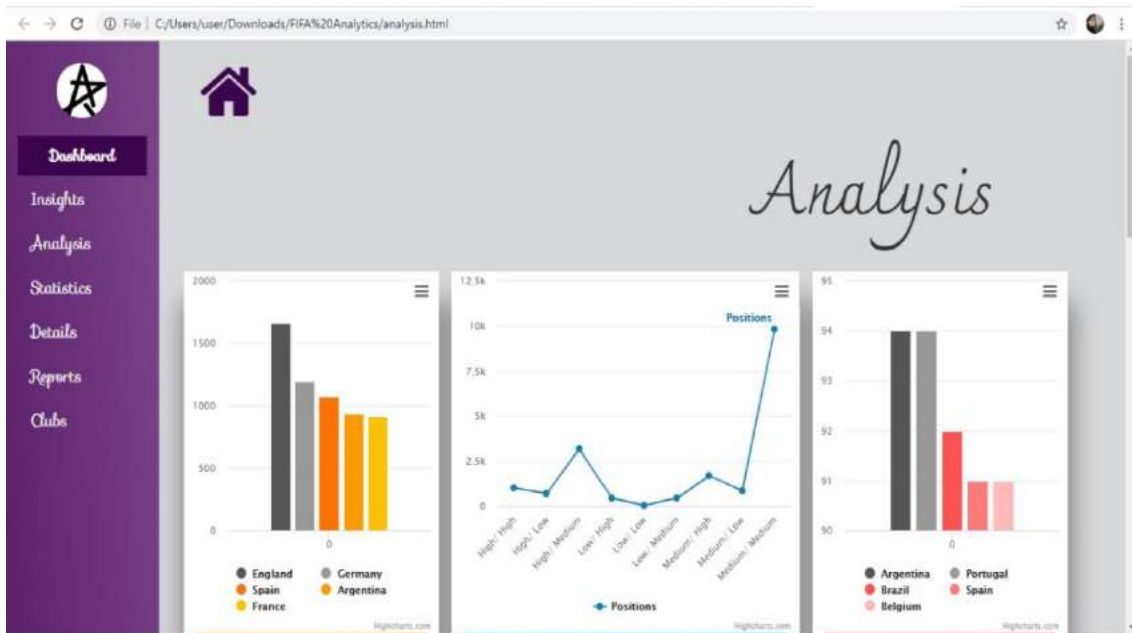 File | C:/Users/user/Downloads/FIFA%20Analytics/analysis.html
Dashboard
Insights
Analysis
Statistics
Details
Reports
Clubs
Analysis
2000
1500
1000
500
0
0
England Germany
Spain Argentina
France
Highcharts.com
12.5k
10k
7.5k
5k
2.5k
0
Positions
High/ High
High/ Low
High/ Medium
Low/ High
Low/ Low
Low/ Medium
Medium/ High
Medium/ Low
Medium/ Medium
Positions
Highcharts.com
95
94
93
92
91
90
0
Argentina Portugal
Brazil Spain
Belgium
Highcharts.com